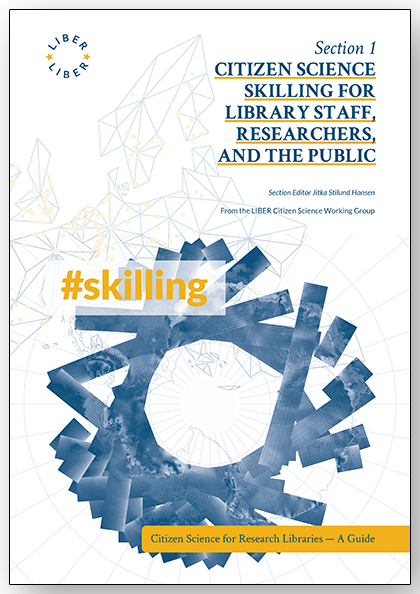 LIBER
LIBER
Section 1
CITIZEN SCIENCE
SKILLING FOR
LIBRARY STAFF,
RESEARCHERS,
AND THE PUBLIC
Section Editor Jitka Stilund Hansen
From the LIBER Citizen Science Working Group
#skilling
Citizen Science for Research Libraries — A Guide